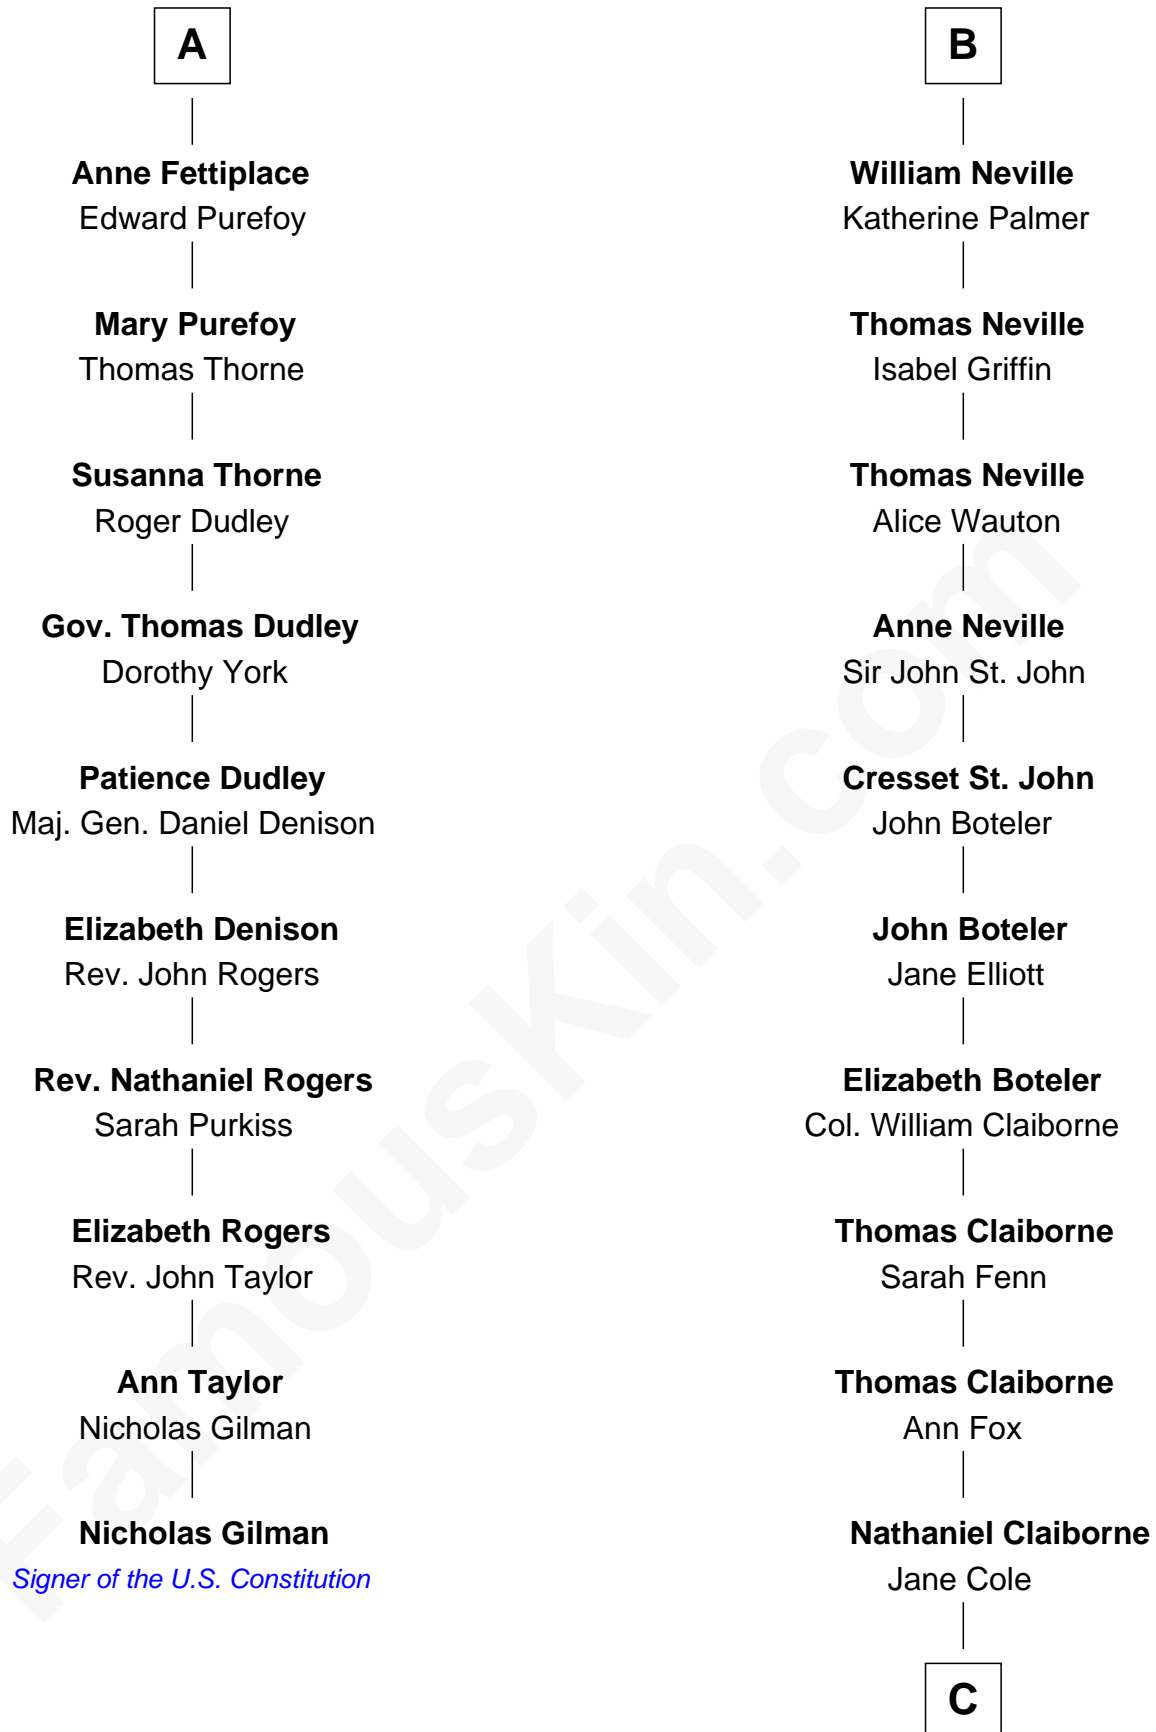 A
Anne Fettiplace
Edward Purefoy
Mary Purefoy
Thomas Thorne
Susanna Thorne
Roger Dudley
Gov. Thomas Dudley
Dorothy York
Patience Dudley
Maj. Gen. Daniel Denison
Elizabeth Denison
Rev. John Rogers
Rev. Nathaniel Rogers
Sarah Purkiss
Elizabeth Rogers
Rev. John Taylor
Ann Taylor
Nicholas Gilman
Nicholas Gilman
Signer of the U.S. Constitution
B
William Neville
Katherine Palmer
Thomas Neville
Isabel Griffin
Thomas Neville
Alice Wauton
Anne Neville
Sir John St. John
Cresset St. John
John Boteler
John Boteler
Jane Elliott
Elizabeth Boteler
Col. William Claiborne
Thomas Claiborne
Sarah Fenn
Thomas Claiborne
Ann Fox
Nathaniel Claiborne
Jane Cole
C
FamousKin.com